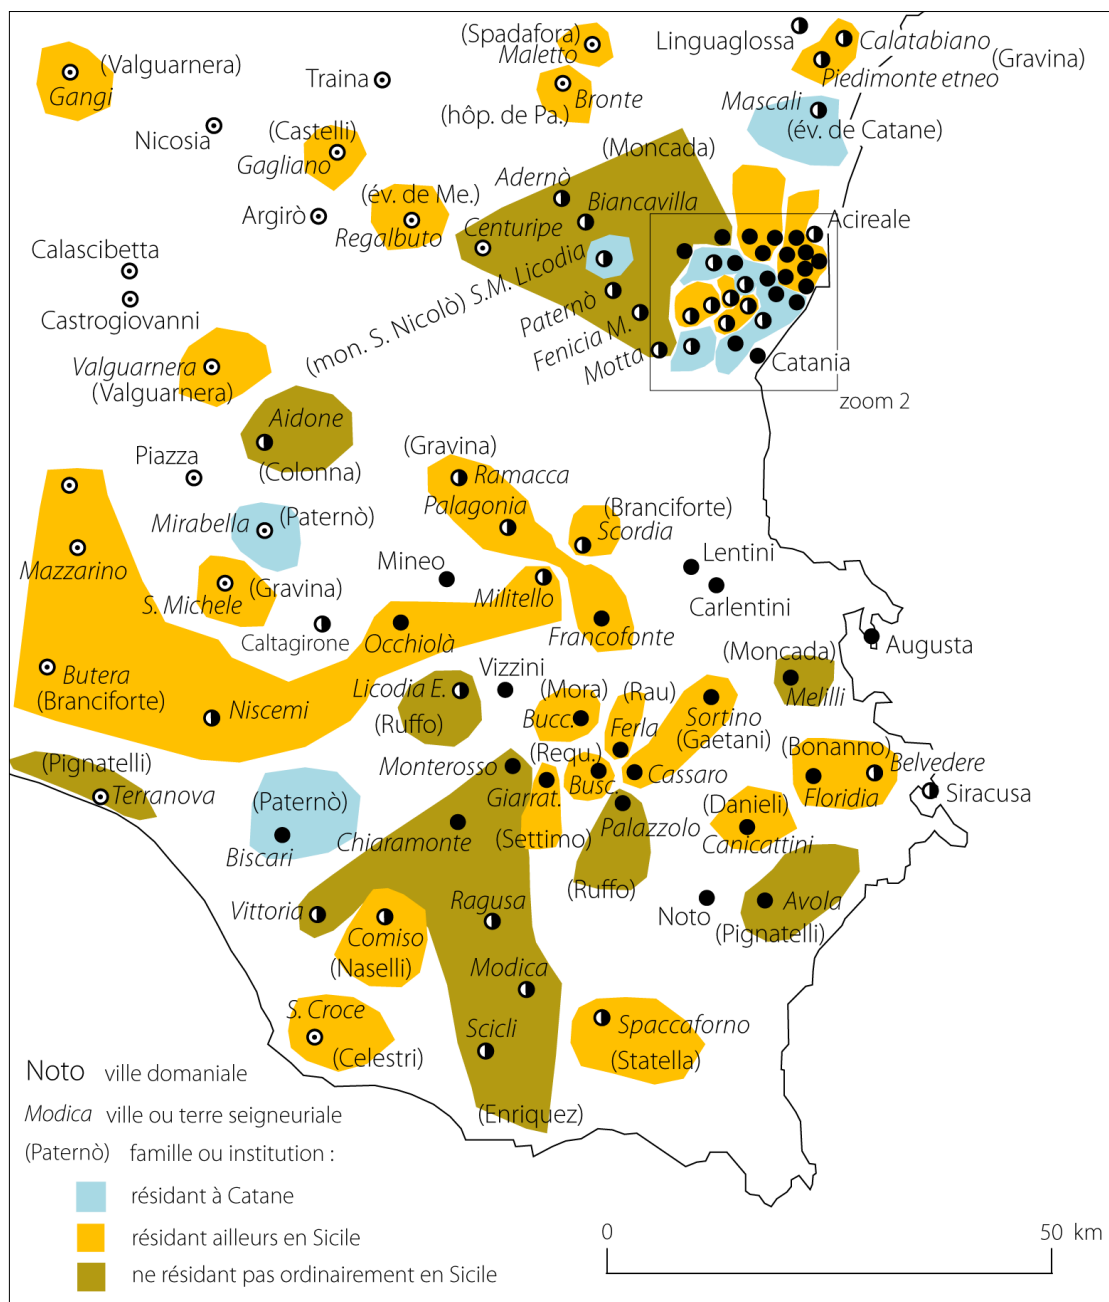 (Spadafora)
Maletto
Linguaglossa
Calatabiano
(Gravina)
Piedimonte etneo
(Valguarnera)
Gangi
Traina
Bronte
(hôp. de Pa.)
Mascali
(év. de Catane)
Nicosia
(Castelli)
Gagliano
(Moncada)
Adernò
Biancavilla
(év. de Me.)
Regalbuto
Argirò
Centuripe
Acireale
Calascibetta
Castrogiovanni
(mon. S. Nicolò) S.M. Licodia
Paternò
Fenicia M.
Motta
Catania
zoom 2
Valguarnera
(Valguarnera)
Aidone
(Colonna)
Piazza
(Gravina)
Ramacca
Palagonia
(Branciforte)
Scordia
Mirabella
(Paternò)
Mazzarino
Mineo
Lentini
Carlentini
S. Michele
(Gravina)
Militello
Caltagirone
Occhiolà
Francofonte
Augusta
Butera
(Branciforte)
Niscemi
Vizzini
Licodia E.
(Ruffo)
(Moncada)
Melilli
(Mora)
Bucc.
(Rau)
Ferla
Sortino
(Gaetani)
(Requ.)
Busc.
Cassaro
(Bonanno)
Belvedere
Floridia
Siracusa
(Pignatelli)
Terranova
Monterosso
Giarrat.
(Settimo)
(Paternò)
Biscari
Chiaramonte
Palazzolo
(Ruffo)
(Danieli)
Canicattini
Vittoria
Comiso
(Naselli)
Ragusa
Noto
Avola
(Pignatelli)
Modica
S. Croce
(Celestri)
Scicli
Spaccaforno
(Statella)
(Enriquez)
Noto ville domaniale
Modica ville ou terre seigneuriale
(Paternò) famille ou institution :
résidant à Catane
résidant ailleurs en Sicile
ne résidant pas ordinairement en Sicile
0 50 km